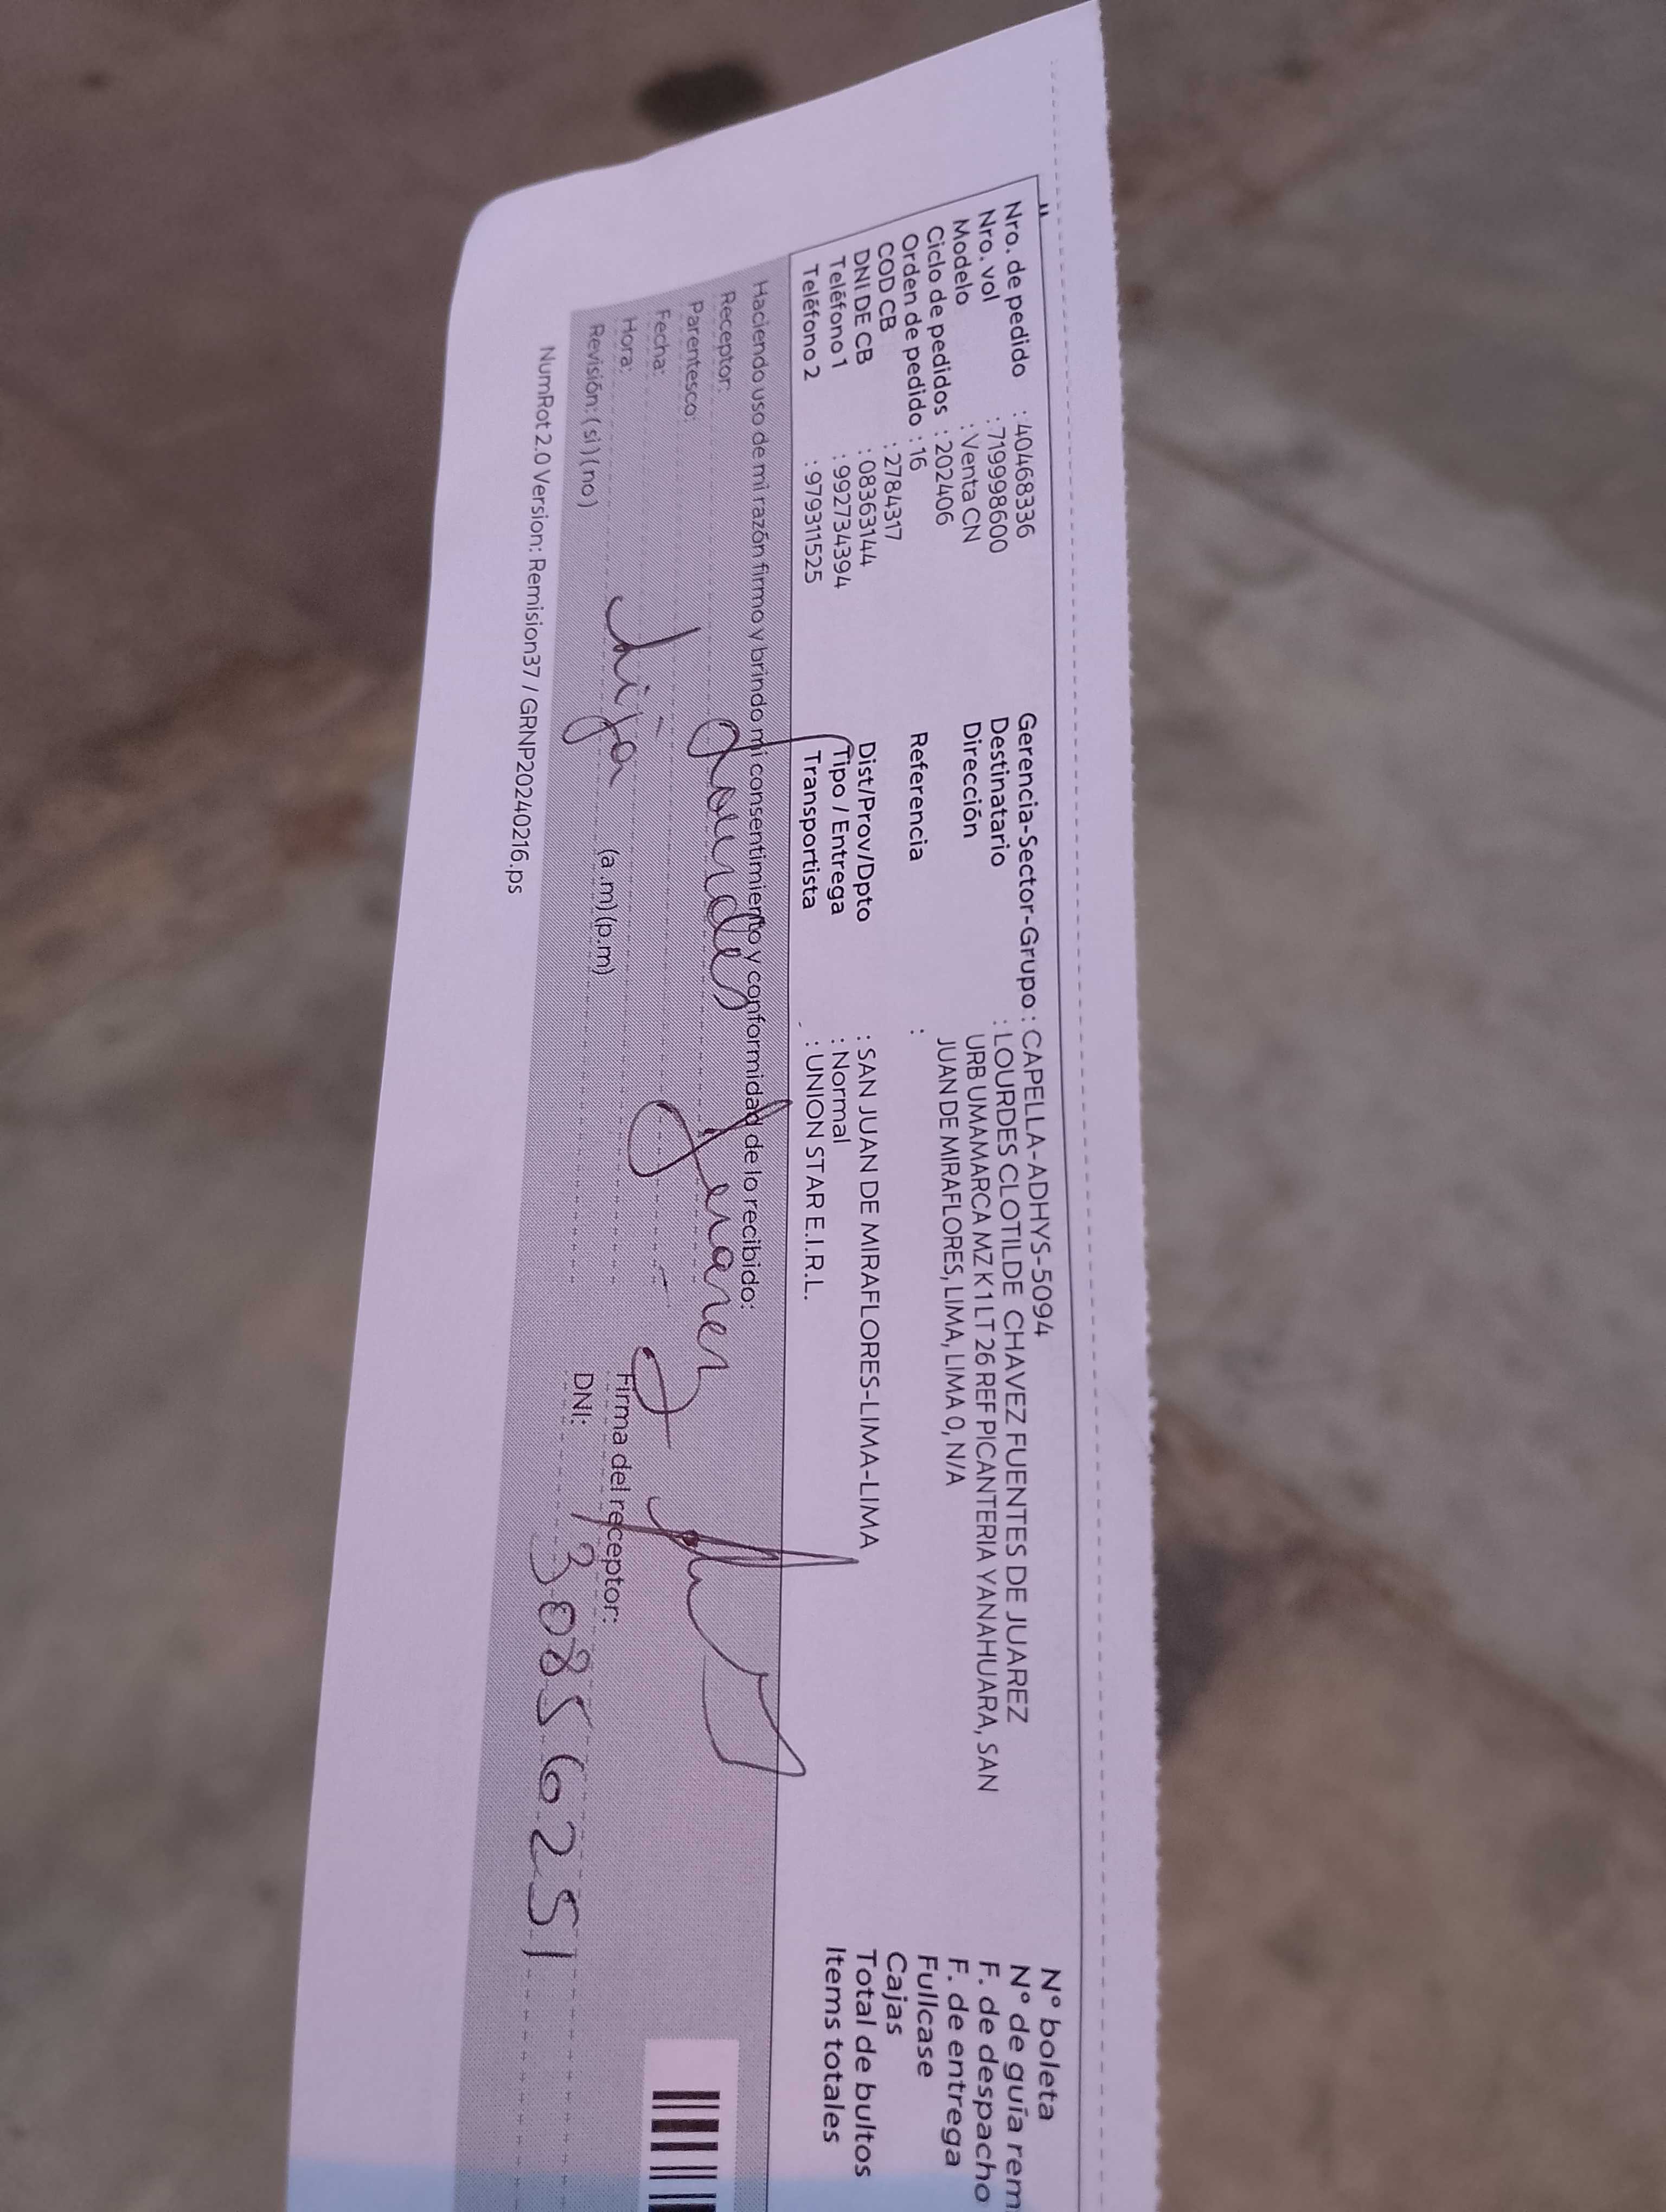 Nro. de pedido : 40468336
Nro. vol : 719998600
Modelo : Venta CN
Ciclo de pedidos : 202406
Orden de pedido : 16
COD CB : 2784317
DNI DE CB : 08363144
Teléfono 1 : 992734394
Teléfono 2 : 979311525
Gerencia-Sector-Grupo : CAPELLA-ADHYS-5094
Destinatario : LOURDES CLOTILDE CHAVEZ FUENTES DE JUAREZ
Dirección URB UMAMARCA MZ K 1 LT 26 REF PICANTERIA YANAHUARA, SAN
JUAN DE MIRAFLORES, LIMA, LIMA 0, N/A
Referencia :
Dist/Prov/Dpto : SAN JUAN DE MIRAFLORES-LIMA-LIMA
Tipo / Entrega : Normal
Transportista : UNION STAR E.I.R.L.
N° boleta
N° de guía rem
F. de despacho
F. de entrega
Fullcase
Cajas
Total de bultos
Items totales
Haciendo uso de mi razón firmo y brindo mi consentimiento y conformidad de lo recibido:
Receptor: Lourdes
Parentesco: hija
Fecha:
Hora: (a.m) (p.m) Firma del receptor:
Revisión: (si) (no) DNI: 730856251
NumRot 2.0 Version: Remision37 / GRNP20240216.ps